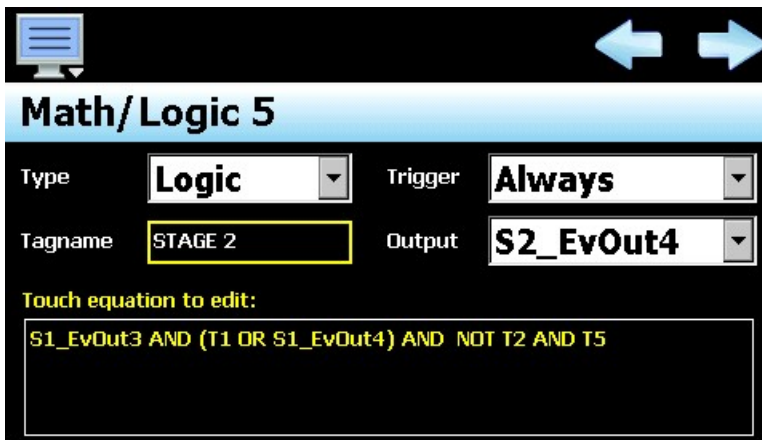 Math/Logic 5
Type Logic Trigger Always
Tagname STAGE 2 Output S2_EvOut4
Touch equation to edit:
S1_EvOut3 AND (T1 OR S1_EvOut4) AND  NOT T2 AND T5